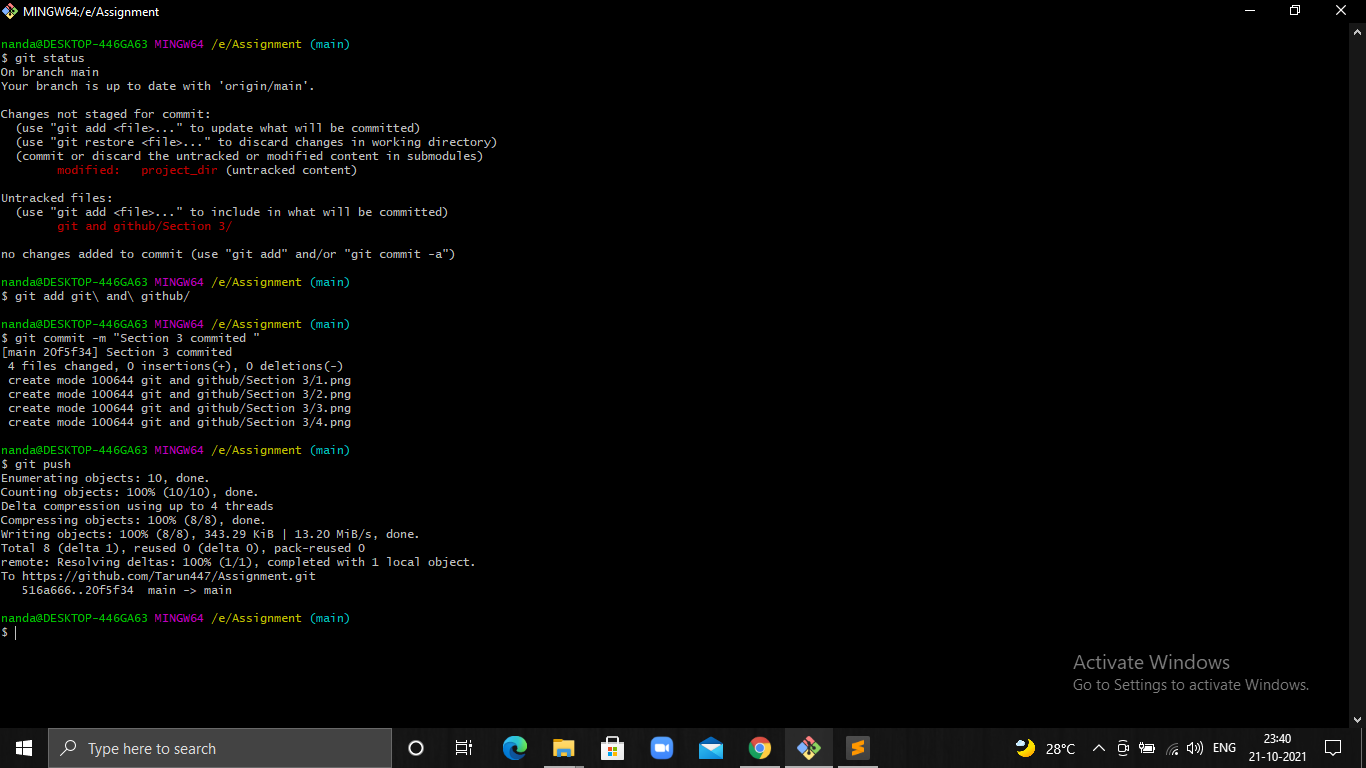 MINGW64:/e/Assignment
nanda@DESKTOP-446GA63 MINGW64 /e/Assignment (main)
$ git status
On branch main
Your branch is up to date with 'origin/main'.
Changes not staged for commit:
(use "git add <file>..." to update what will be committed)
(use "git restore <file>..." to discard changes in working directory)
(commit or discard the untracked or modified content in submodules)
modified:   project_dir (untracked content)
Untracked files:
(use "git add <file>..." to include in what will be committed)
git and github/Section 3/
no changes added to commit (use "git add" and/or "git commit -a")
nanda@DESKTOP-446GA63 MINGW64 /e/Assignment (main)
$ git add git\ and\ github/
nanda@DESKTOP-446GA63 MINGW64 /e/Assignment (main)
$ git commit -m "Section 3 commited "
[main 20f5f34] Section 3 commited
4 files changed, 0 insertions(+), 0 deletions(-)
create mode 100644 git and github/Section 3/1.png
create mode 100644 git and github/Section 3/2.png
create mode 100644 git and github/Section 3/3.png
create mode 100644 git and github/Section 3/4.png
nanda@DESKTOP-446GA63 MINGW64 /e/Assignment (main)
$ git push
Enumerating objects: 10, done.
Counting objects: 100% (10/10), done.
Delta compression using up to 4 threads
Compressing objects: 100% (8/8), done.
Writing objects: 100% (8/8), 343.29 KiB | 13.20 MiB/s, done.
Total 8 (delta 1), reused 0 (delta 0), pack-reused 0
remote: Resolving deltas: 100% (1/1), completed with 1 local object.
To https://github.com/Tarun447/Assignment.git
516a666..20f5f34  main -> main
nanda@DESKTOP-446GA63 MINGW64 /e/Assignment (main)
$
Activate Windows
Go to Settings to activate Windows.
Type here to search
28°C
ENG
23:40
21-10-2021